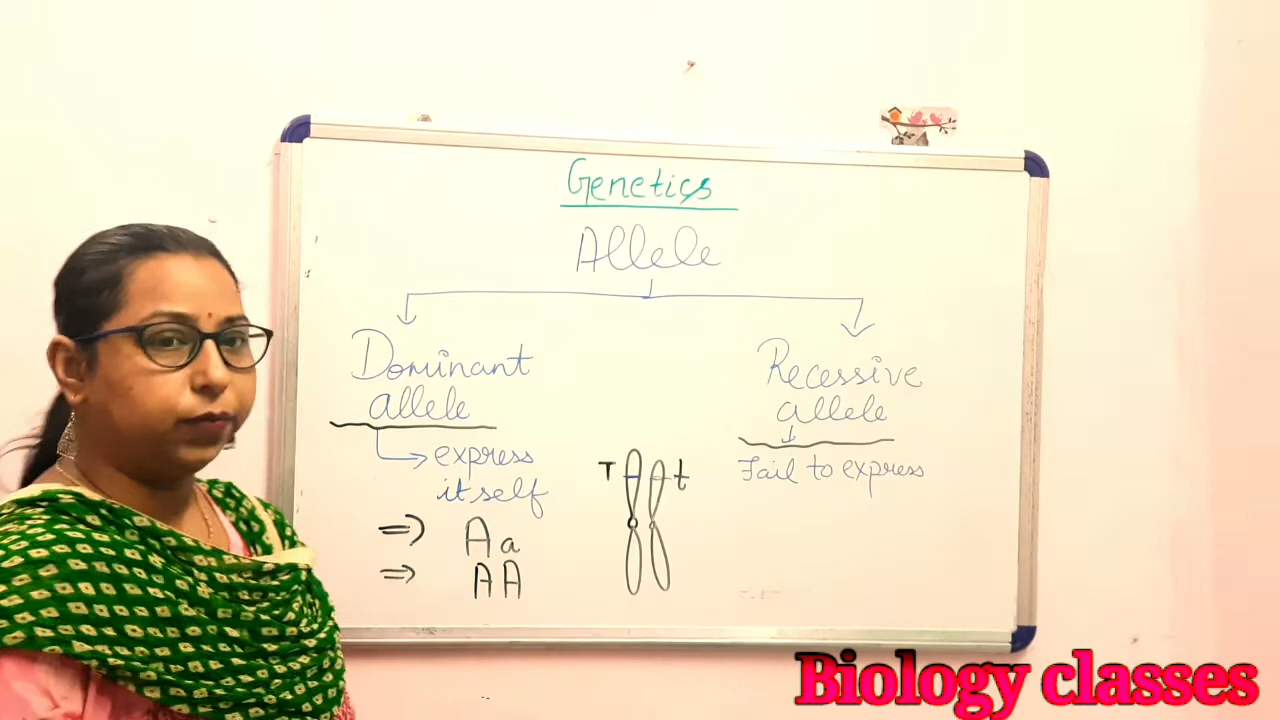 Genetics
Allele
Dominant
allele
express
itself
⇒ Aa
⇒ AA
T t
Recessive
allele
Fail to express
Biology classes